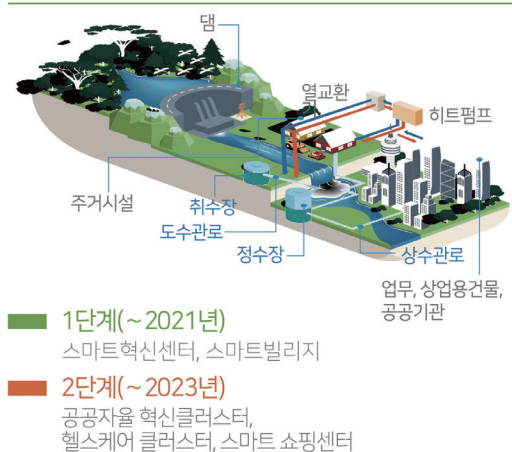 댐
열교환
히트펌프
주거시설
취수장
도수관로
정수장
상수관로
업무, 상업용건물,
공공기관
1단계(~2021년)
스마트혁신센터, 스마트빌리지
2단계(~2023년)
공공자율 혁신클러스터,
헬스케어 클러스터, 스마트 쇼핑센터